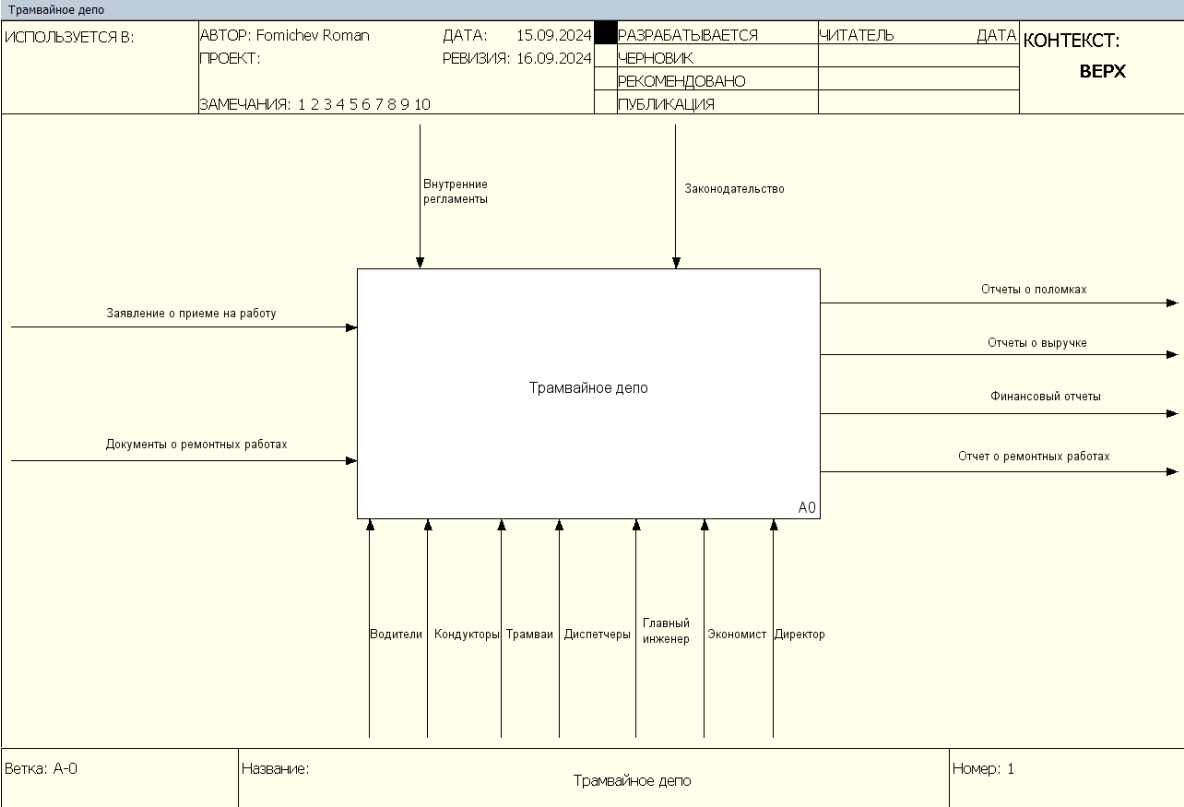 Трамвайное депо
ИСПОЛЬЗУЕТСЯ В:
АВТОР: Fomichev Roman
ДАТА: 15.09.2024
ПРОЕКТ:
РЕВИЗИЯ: 16.09.2024
ЗАМЕЧАНИЯ: 1 2 3 4 5 6 7 8 9 10
РАЗРАБАТЫВАЕТСЯ
ЧЕРНОВИК
РЕКОМЕНДОВАНО
ПУБЛИКАЦИЯ
ЧИТАТЕЛЬ
ДАТА
КОНТЕКСТ:
ВЕРХ
Внутренние
регламенты
Законодательство
Заявление о приеме на работу
Документы о ремонтных работах
Трамвайное депо
A0
Отчеты о поломках
Отчеты о выручке
Финансовый отчеты
Отчет о ремонтных работах
Водители
Кондукторы
Трамваи
Диспетчеры
Главный
инженер
Экономист
Директор
Ветка: A-0
Название:
Трамвайное депо
Номер: 1